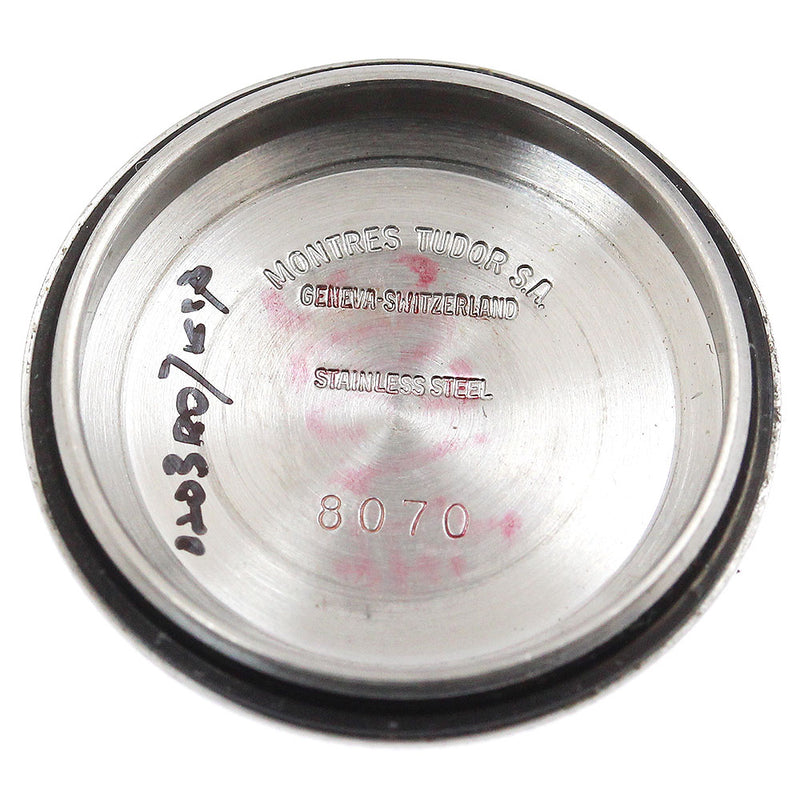 MONTRES TUDOR S.A.
GENEVA-SWITZERLAND
STAINLESS STEEL
8070